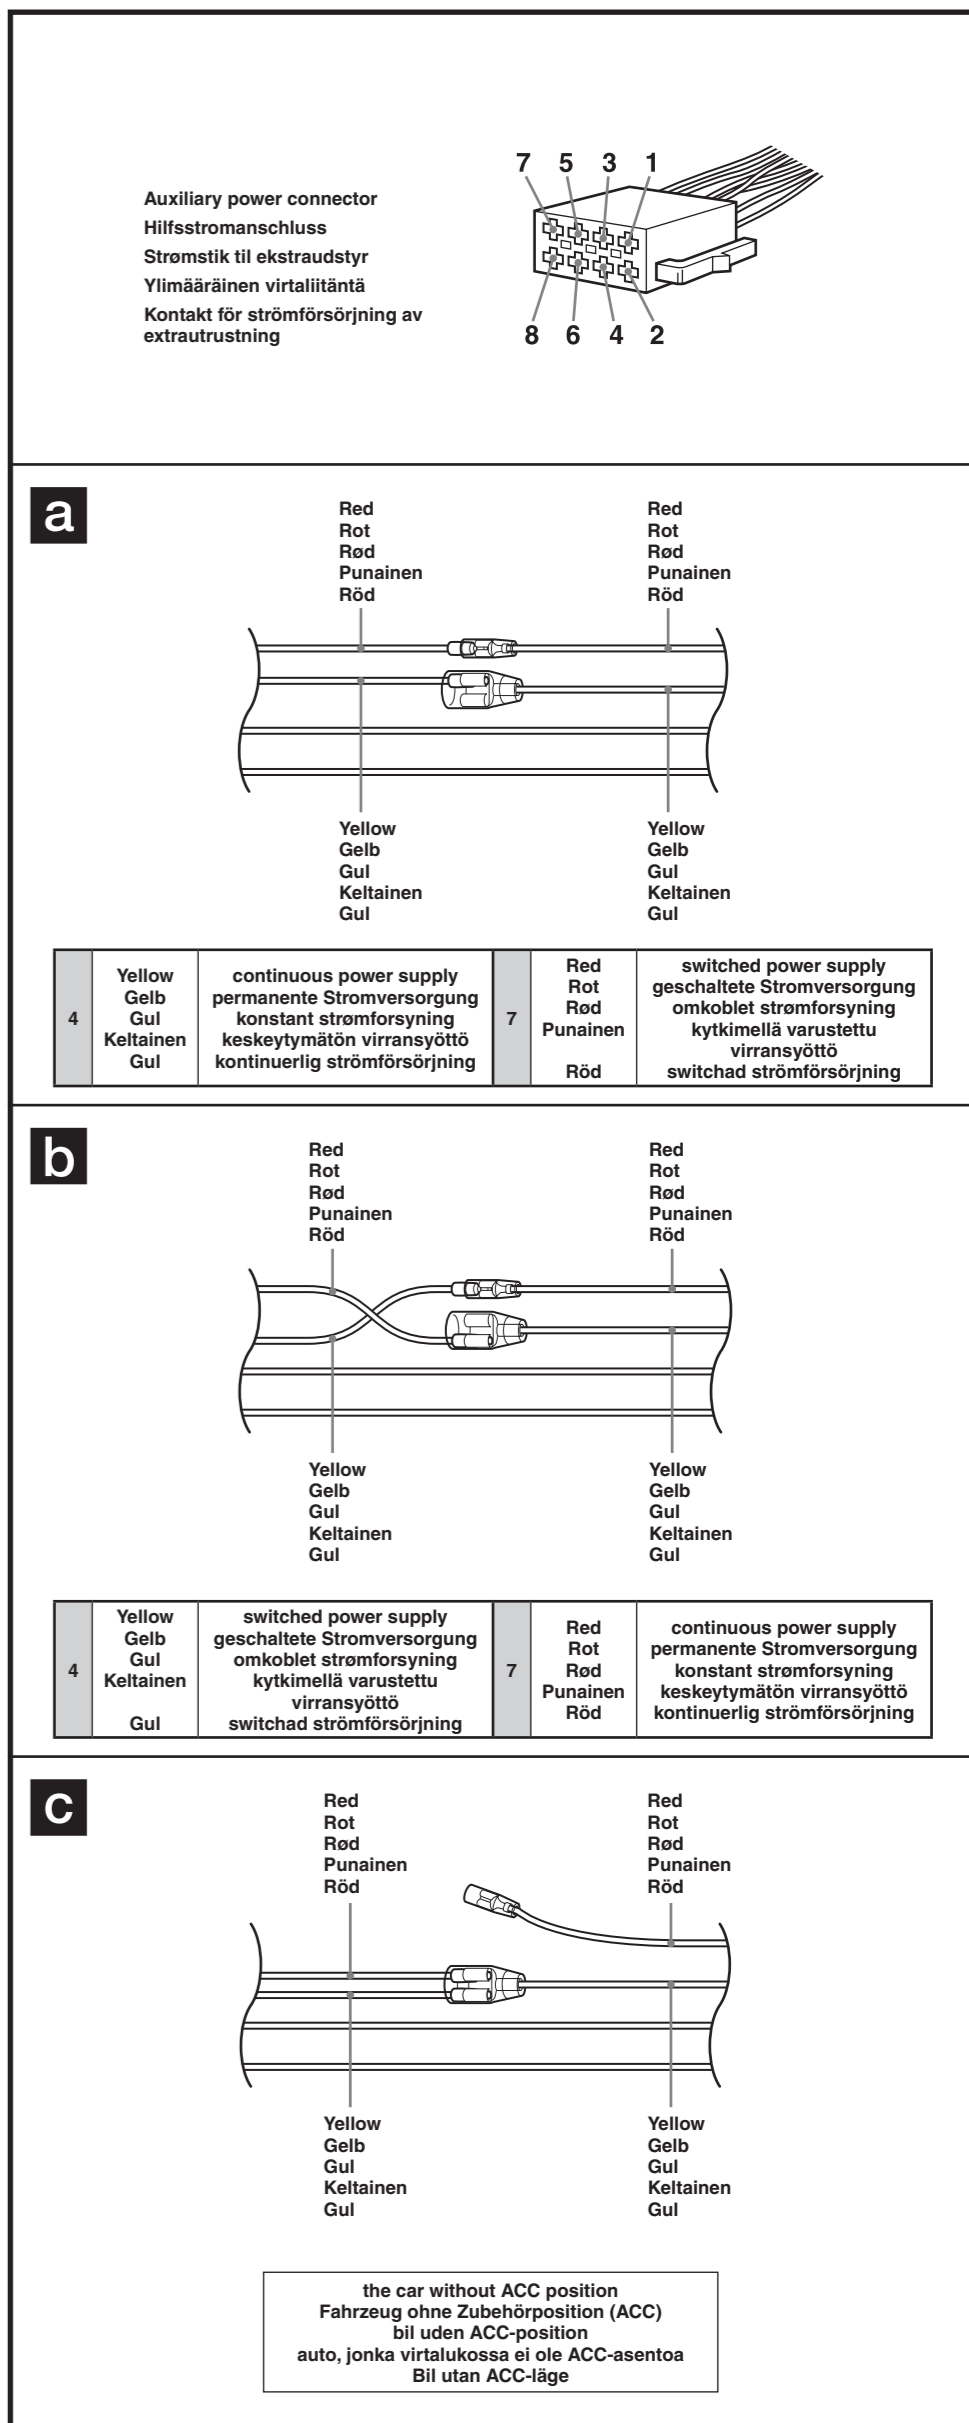 7 5 3 1
Auxiliary power connector
Hilfsstromanschluss
Strømstik til ekstraudstyr
Ylimääräinen virtaliitäntä
Kontakt för strömförsörjning av
extrautrustning
8 6 4 2
a
Red
Rot
Rød
Punainen
Röd
Red
Rot
Rød
Punainen
Röd
Yellow
Gelb
Gul
Keltainen
Gul
Yellow
Gelb
Gul
Keltainen
Gul
4
Yellow
Gelb
Gul
Keltainen
Gul
continuous power supply
permanente Stromversorgung
konstant strømforsyning
keskeytymätön virransyöttö
kontinuerlig strömförsörjning
7
Red
Rot
Rød
Punainen
Röd
switched power supply
geschaltete Stromversorgung
omkoblet strømforsyning
kytkimellä varustettu
virransyöttö
switchad strömförsörjning
b
Red
Rot
Rød
Punainen
Röd
Red
Rot
Rød
Punainen
Röd
Yellow
Gelb
Gul
Keltainen
Gul
Yellow
Gelb
Gul
Keltainen
Gul
4
Yellow
Gelb
Gul
Keltainen
Gul
switched power supply
geschaltete Stromversorgung
omkoblet strømforsyning
kytkimellä varustettu
virransyöttö
switchad strömförsörjning
7
Red
Rot
Rød
Punainen
Röd
continuous power supply
permanente Stromversorgung
konstant strømforsyning
keskeytymätön virransyöttö
kontinuerlig strömförsörjning
c
Red
Rot
Rød
Punainen
Röd
Red
Rot
Rød
Punainen
Röd
Yellow
Gelb
Gul
Keltainen
Gul
Yellow
Gelb
Gul
Keltainen
Gul
the car without ACC position
Fahrzeug ohne Zubehörposition (ACC)
bil uden ACC-position
auto, jonka virtalukossa ei ole ACC-asentoa
Bil utan ACC-läge